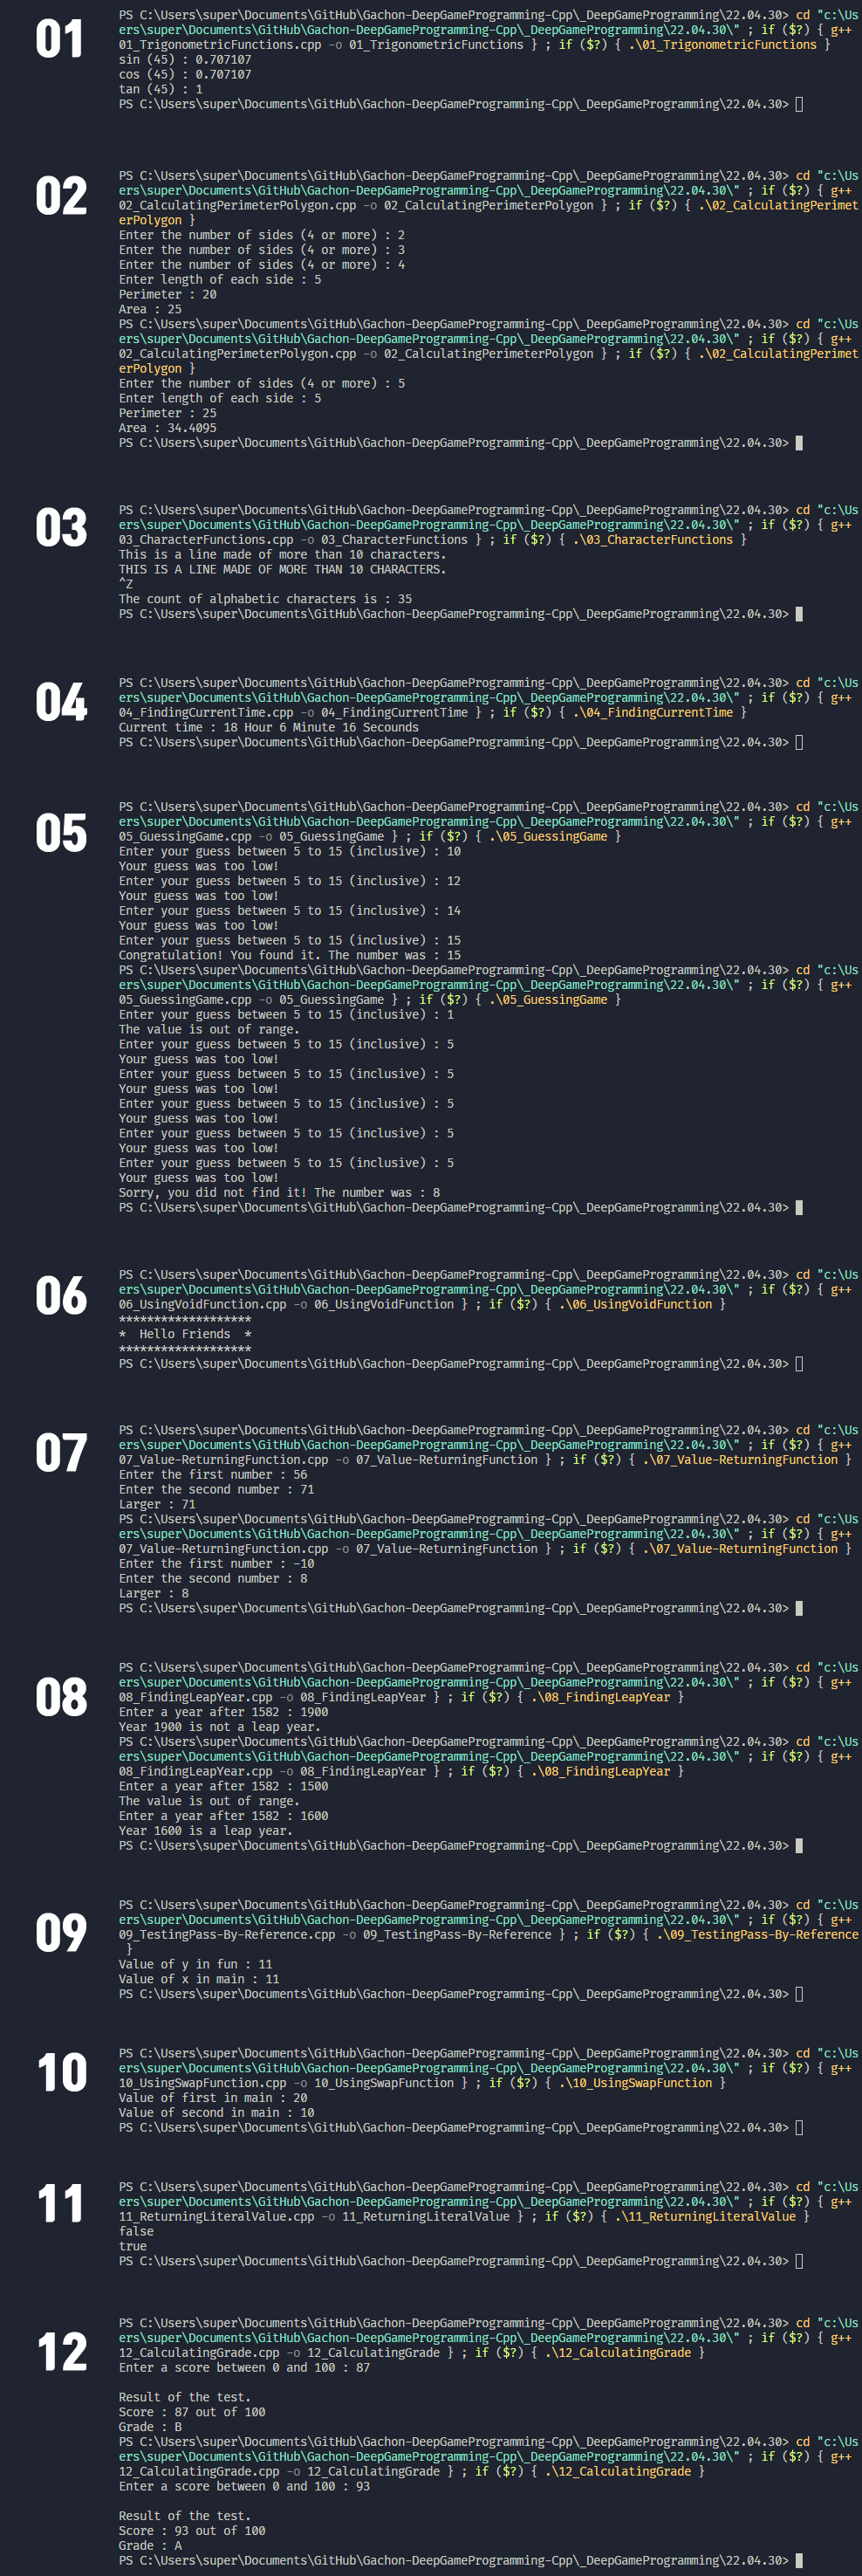 01
PS C:\Users\super\Documents\GitHub\Gachon-DeepGameProgramming-Cpp\_DeepGameProgramming\22.04.30> cd "c:\Us
ers\super\Documents\GitHub\Gachon-DeepGameProgramming-Cpp\_DeepGameProgramming\22.04.30\" ; if ($?) { g++
01_TrigonometricFunctions.cpp -o 01_TrigonometricFunctions } ; if ($?) { .\01_TrigonometricFunctions }
sin (45) : 0.707107
cos (45) : 0.707107
tan (45) : 1
PS C:\Users\super\Documents\GitHub\Gachon-DeepGameProgramming-Cpp\_DeepGameProgramming\22.04.30>
02
PS C:\Users\super\Documents\GitHub\Gachon-DeepGameProgramming-Cpp\_DeepGameProgramming\22.04.30> cd "c:\Us
ers\super\Documents\GitHub\Gachon-DeepGameProgramming-Cpp\_DeepGameProgramming\22.04.30\" ; if ($?) { g++
02_CalculatingPerimeterPolygon.cpp -o 02_CalculatingPerimeterPolygon } ; if ($?) { .\02_CalculatingPerimet
erPolygon }
Enter the number of sides (4 or more) : 2
Enter the number of sides (4 or more) : 3
Enter the number of sides (4 or more) : 4
Enter length of each side : 5
Perimeter : 20
Area : 25
PS C:\Users\super\Documents\GitHub\Gachon-DeepGameProgramming-Cpp\_DeepGameProgramming\22.04.30> cd "c:\Us
ers\super\Documents\GitHub\Gachon-DeepGameProgramming-Cpp\_DeepGameProgramming\22.04.30\" ; if ($?) { g++
02_CalculatingPerimeterPolygon.cpp -o 02_CalculatingPerimeterPolygon } ; if ($?) { .\02_CalculatingPerimet
erPolygon }
Enter the number of sides (4 or more) : 5
Enter length of each side : 5
Perimeter : 25
Area : 34.4095
PS C:\Users\super\Documents\GitHub\Gachon-DeepGameProgramming-Cpp\_DeepGameProgramming\22.04.30>
03
PS C:\Users\super\Documents\GitHub\Gachon-DeepGameProgramming-Cpp\_DeepGameProgramming\22.04.30> cd "c:\Us
ers\super\Documents\GitHub\Gachon-DeepGameProgramming-Cpp\_DeepGameProgramming\22.04.30\" ; if ($?) { g++
03_CharacterFunctions.cpp -o 03_CharacterFunctions } ; if ($?) { .\03_CharacterFunctions }
This is a line made of more than 10 characters.
THIS IS A LINE MADE OF MORE THAN 10 CHARACTERS.
^Z
The count of alphabetic characters is : 35
PS C:\Users\super\Documents\GitHub\Gachon-DeepGameProgramming-Cpp\_DeepGameProgramming\22.04.30>
04
PS C:\Users\super\Documents\GitHub\Gachon-DeepGameProgramming-Cpp\_DeepGameProgramming\22.04.30> cd "c:\Us
ers\super\Documents\GitHub\Gachon-DeepGameProgramming-Cpp\_DeepGameProgramming\22.04.30\" ; if ($?) { g++
04_FindingCurrentTime.cpp -o 04_FindingCurrentTime } ; if ($?) { .\04_FindingCurrentTime }
Current time : 18 Hour 6 Minute 16 Secounds
PS C:\Users\super\Documents\GitHub\Gachon-DeepGameProgramming-Cpp\_DeepGameProgramming\22.04.30>
05
PS C:\Users\super\Documents\GitHub\Gachon-DeepGameProgramming-Cpp\_DeepGameProgramming\22.04.30> cd "c:\Us
ers\super\Documents\GitHub\Gachon-DeepGameProgramming-Cpp\_DeepGameProgramming\22.04.30\" ; if ($?) { g++
05_GuessingGame.cpp -o 05_GuessingGame } ; if ($?) { .\05_GuessingGame }
Enter your guess between 5 to 15 (inclusive) : 10
Your guess was too low!
Enter your guess between 5 to 15 (inclusive) : 12
Your guess was too low!
Enter your guess between 5 to 15 (inclusive) : 14
Your guess was too low!
Enter your guess between 5 to 15 (inclusive) : 15
Congratulation! You found it. The number was : 15
PS C:\Users\super\Documents\GitHub\Gachon-DeepGameProgramming-Cpp\_DeepGameProgramming\22.04.30> cd "c:\Us
ers\super\Documents\GitHub\Gachon-DeepGameProgramming-Cpp\_DeepGameProgramming\22.04.30\" ; if ($?) { g++
05_GuessingGame.cpp -o 05_GuessingGame } ; if ($?) { .\05_GuessingGame }
Enter your guess between 5 to 15 (inclusive) : 1
The value is out of range.
Enter your guess between 5 to 15 (inclusive) : 5
Your guess was too low!
Enter your guess between 5 to 15 (inclusive) : 5
Your guess was too low!
Enter your guess between 5 to 15 (inclusive) : 5
Your guess was too low!
Enter your guess between 5 to 15 (inclusive) : 5
Your guess was too low!
Enter your guess between 5 to 15 (inclusive) : 5
Your guess was too low!
Sorry, you did not find it! The number was : 8
PS C:\Users\super\Documents\GitHub\Gachon-DeepGameProgramming-Cpp\_DeepGameProgramming\22.04.30>
06
PS C:\Users\super\Documents\GitHub\Gachon-DeepGameProgramming-Cpp\_DeepGameProgramming\22.04.30> cd "c:\Us
ers\super\Documents\GitHub\Gachon-DeepGameProgramming-Cpp\_DeepGameProgramming\22.04.30\" ; if ($?) { g++
06_UsingVoidFunction.cpp -o 06_UsingVoidFunction } ; if ($?) { .\06_UsingVoidFunction }
*******************
*  Hello Friends  *
*******************
PS C:\Users\super\Documents\GitHub\Gachon-DeepGameProgramming-Cpp\_DeepGameProgramming\22.04.30>
07
PS C:\Users\super\Documents\GitHub\Gachon-DeepGameProgramming-Cpp\_DeepGameProgramming\22.04.30> cd "c:\Us
ers\super\Documents\GitHub\Gachon-DeepGameProgramming-Cpp\_DeepGameProgramming\22.04.30\" ; if ($?) { g++
07_Value-ReturningFunction.cpp -o 07_Value-ReturningFunction } ; if ($?) { .\07_Value-ReturningFunction }
Enter the first number : 56
Enter the second number : 71
Larger : 71
PS C:\Users\super\Documents\GitHub\Gachon-DeepGameProgramming-Cpp\_DeepGameProgramming\22.04.30> cd "c:\Us
ers\super\Documents\GitHub\Gachon-DeepGameProgramming-Cpp\_DeepGameProgramming\22.04.30\" ; if ($?) { g++
07_Value-ReturningFunction.cpp -o 07_Value-ReturningFunction } ; if ($?) { .\07_Value-ReturningFunction }
Enter the first number : -10
Enter the second number : 8
Larger : 8
PS C:\Users\super\Documents\GitHub\Gachon-DeepGameProgramming-Cpp\_DeepGameProgramming\22.04.30>
08
PS C:\Users\super\Documents\GitHub\Gachon-DeepGameProgramming-Cpp\_DeepGameProgramming\22.04.30> cd "c:\Us
ers\super\Documents\GitHub\Gachon-DeepGameProgramming-Cpp\_DeepGameProgramming\22.04.30\" ; if ($?) { g++
08_FindingLeapYear.cpp -o 08_FindingLeapYear } ; if ($?) { .\08_FindingLeapYear }
Enter a year after 1582 : 1900
Year 1900 is not a leap year.
PS C:\Users\super\Documents\GitHub\Gachon-DeepGameProgramming-Cpp\_DeepGameProgramming\22.04.30> cd "c:\Us
ers\super\Documents\GitHub\Gachon-DeepGameProgramming-Cpp\_DeepGameProgramming\22.04.30\" ; if ($?) { g++
08_FindingLeapYear.cpp -o 08_FindingLeapYear } ; if ($?) { .\08_FindingLeapYear }
Enter a year after 1582 : 1500
The value is out of range.
Enter a year after 1582 : 1600
Year 1600 is a leap year.
PS C:\Users\super\Documents\GitHub\Gachon-DeepGameProgramming-Cpp\_DeepGameProgramming\22.04.30>
09
PS C:\Users\super\Documents\GitHub\Gachon-DeepGameProgramming-Cpp\_DeepGameProgramming\22.04.30> cd "c:\Us
ers\super\Documents\GitHub\Gachon-DeepGameProgramming-Cpp\_DeepGameProgramming\22.04.30\" ; if ($?) { g++
09_TestingPass-By-Reference.cpp -o 09_TestingPass-By-Reference } ; if ($?) { .\09_TestingPass-By-Reference
 }
Value of y in fun : 11
Value of x in main : 11
PS C:\Users\super\Documents\GitHub\Gachon-DeepGameProgramming-Cpp\_DeepGameProgramming\22.04.30>
10
PS C:\Users\super\Documents\GitHub\Gachon-DeepGameProgramming-Cpp\_DeepGameProgramming\22.04.30> cd "c:\Us
ers\super\Documents\GitHub\Gachon-DeepGameProgramming-Cpp\_DeepGameProgramming\22.04.30\" ; if ($?) { g++
10_UsingSwapFunction.cpp -o 10_UsingSwapFunction } ; if ($?) { .\10_UsingSwapFunction }
Value of first in main : 20
Value of second in main : 10
PS C:\Users\super\Documents\GitHub\Gachon-DeepGameProgramming-Cpp\_DeepGameProgramming\22.04.30>
11
PS C:\Users\super\Documents\GitHub\Gachon-DeepGameProgramming-Cpp\_DeepGameProgramming\22.04.30> cd "c:\Us
ers\super\Documents\GitHub\Gachon-DeepGameProgramming-Cpp\_DeepGameProgramming\22.04.30\" ; if ($?) { g++
11_ReturningLiteralValue.cpp -o 11_ReturningLiteralValue } ; if ($?) { .\11_ReturningLiteralValue }
false
true
PS C:\Users\super\Documents\GitHub\Gachon-DeepGameProgramming-Cpp\_DeepGameProgramming\22.04.30>
12
PS C:\Users\super\Documents\GitHub\Gachon-DeepGameProgramming-Cpp\_DeepGameProgramming\22.04.30> cd "c:\Us
ers\super\Documents\GitHub\Gachon-DeepGameProgramming-Cpp\_DeepGameProgramming\22.04.30\" ; if ($?) { g++
12_CalculatingGrade.cpp -o 12_CalculatingGrade } ; if ($?) { .\12_CalculatingGrade }
Enter a score between 0 and 100 : 87
Result of the test.
Score : 87 out of 100
Grade : B
PS C:\Users\super\Documents\GitHub\Gachon-DeepGameProgramming-Cpp\_DeepGameProgramming\22.04.30> cd "c:\Us
ers\super\Documents\GitHub\Gachon-DeepGameProgramming-Cpp\_DeepGameProgramming\22.04.30\" ; if ($?) { g++
12_CalculatingGrade.cpp -o 12_CalculatingGrade } ; if ($?) { .\12_CalculatingGrade }
Enter a score between 0 and 100 : 93
Result of the test.
Score : 93 out of 100
Grade : A
PS C:\Users\super\Documents\GitHub\Gachon-DeepGameProgramming-Cpp\_DeepGameProgramming\22.04.30>